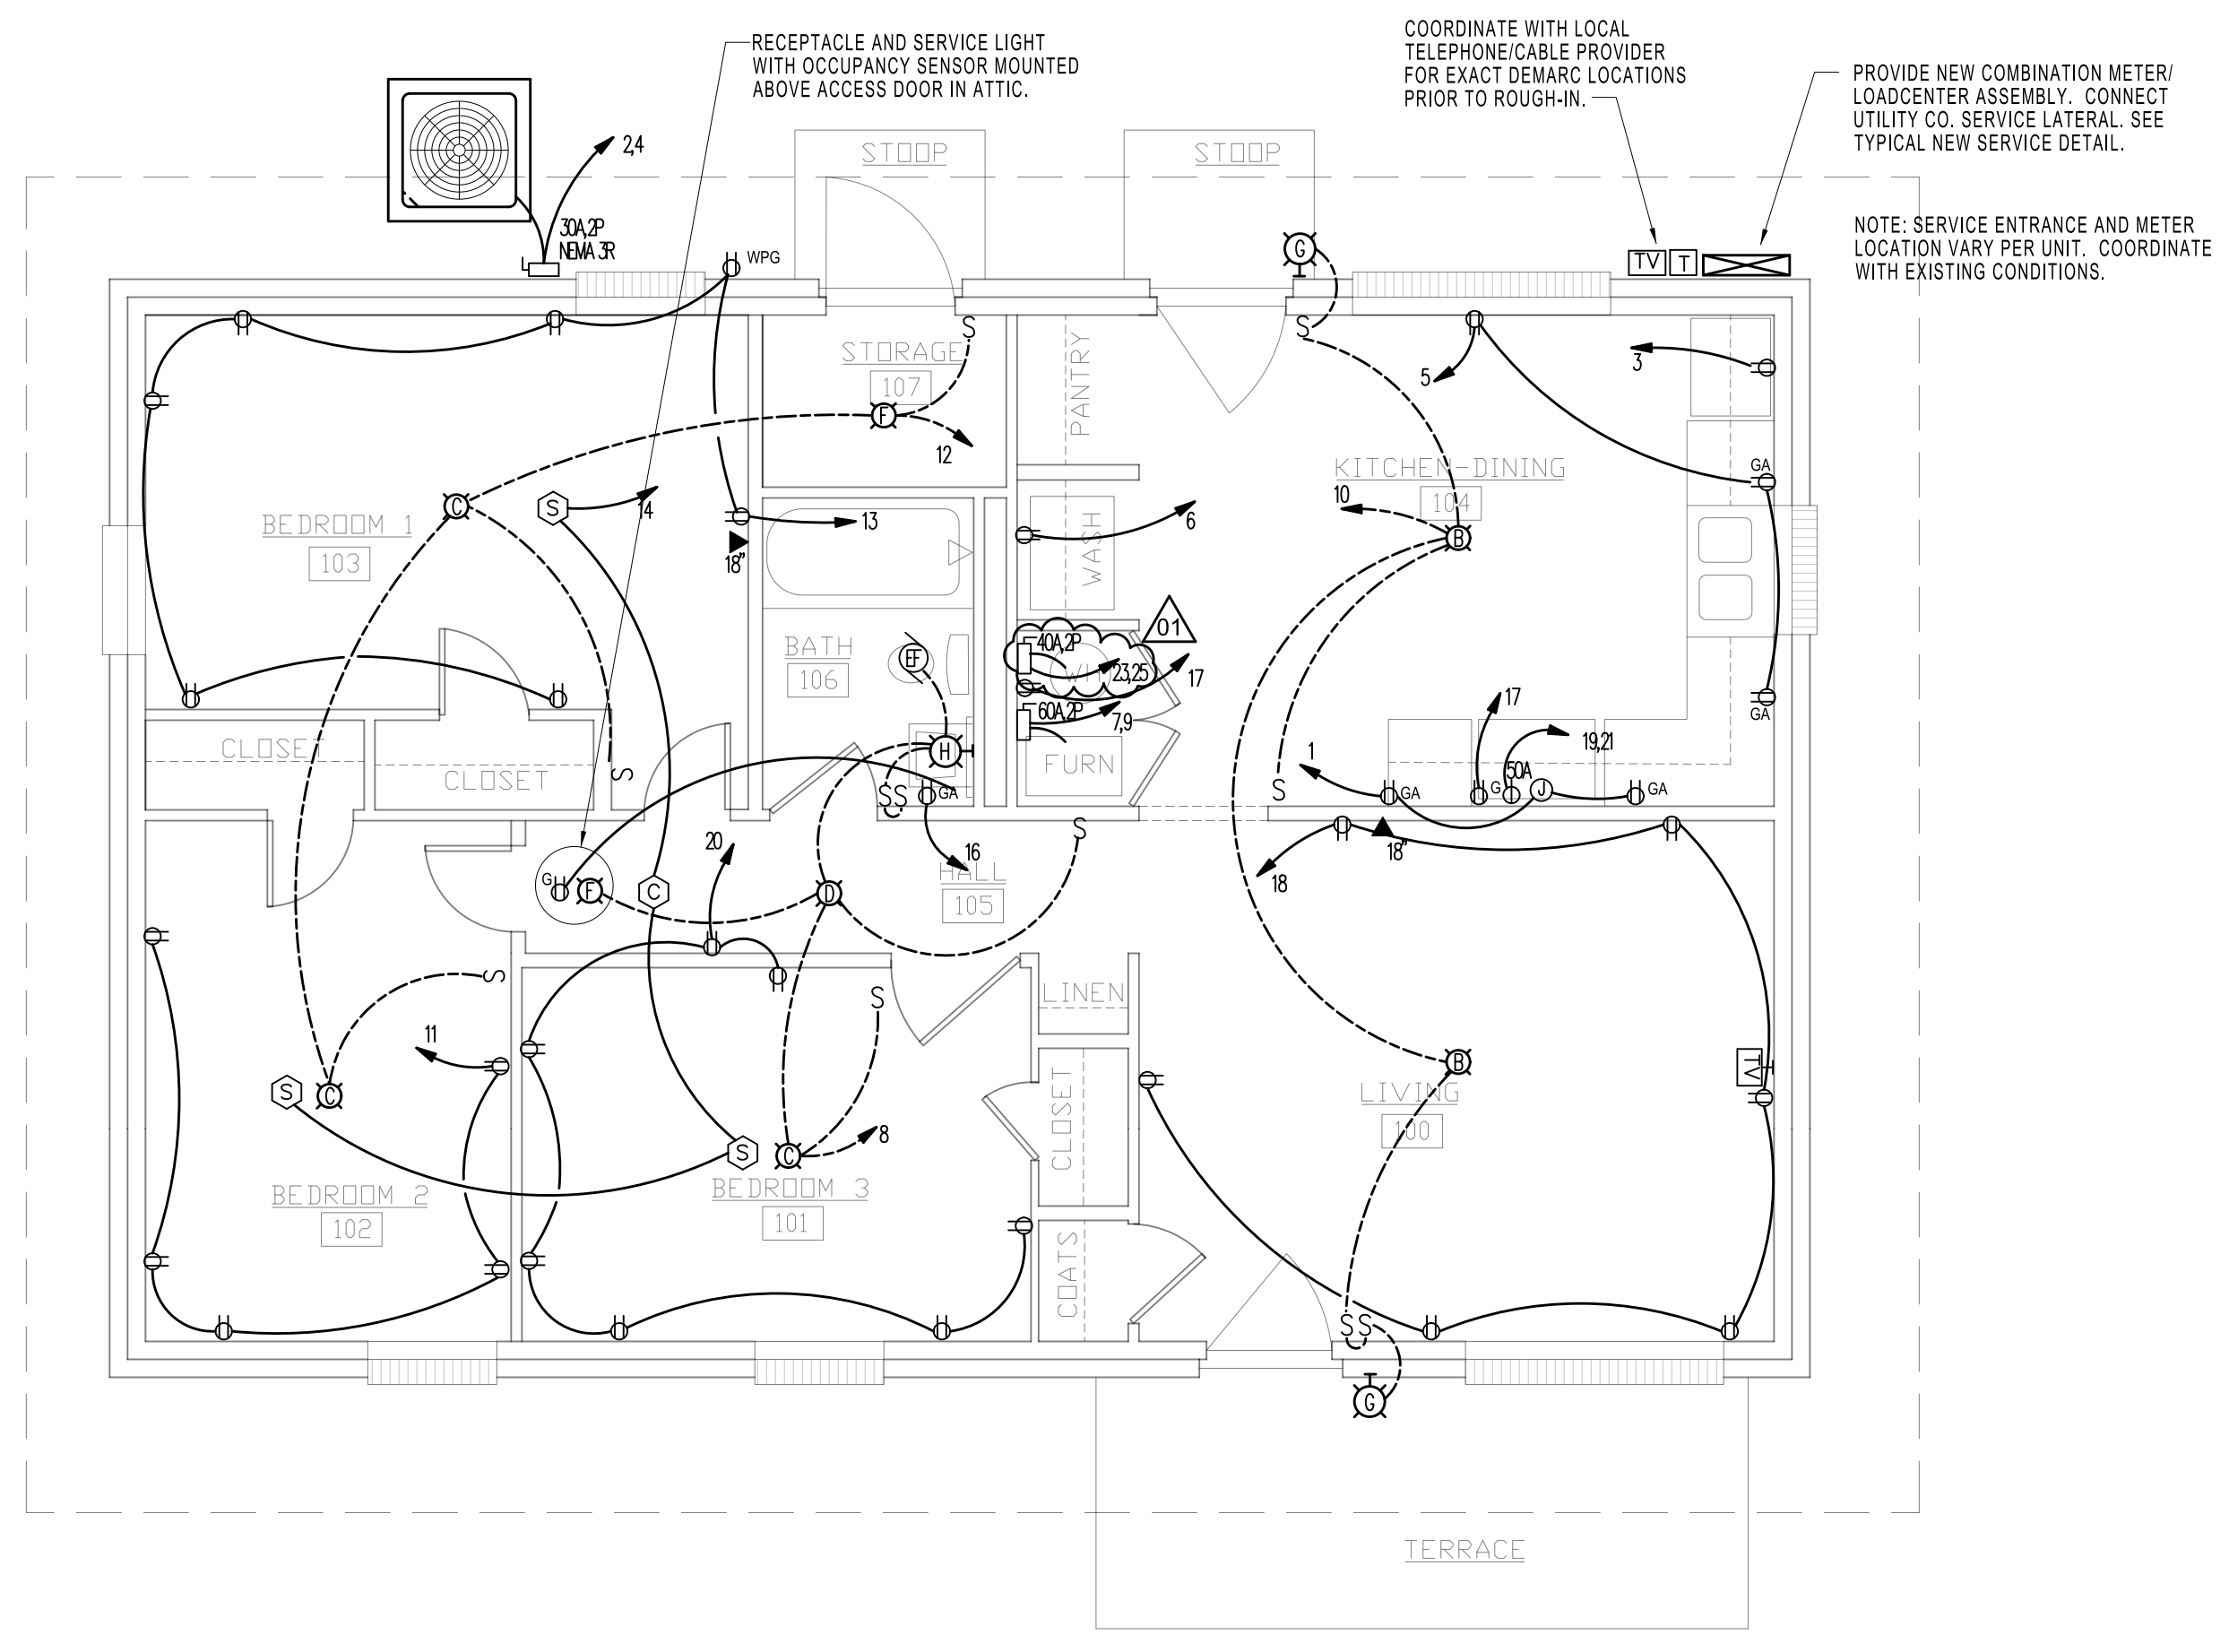 RECEPTACLE AND SERVICE LIGHT
WITH OCCUPANCY SENSOR MOUNTED
ABOVE ACCESS DOOR IN ATTIC.
COORDINATE WITH LOCAL
TELEPHONE/CABLE PROVIDER
FOR EXACT DEMARC LOCATIONS
PRIOR TO ROUGH-IN.
PROVIDE NEW COMBINATION METER/
LOADCENTER ASSEMBLY.  CONNECT
UTILITY CO. SERVICE LATERAL. SEE
TYPICAL NEW SERVICE DETAIL.
NOTE: SERVICE ENTRANCE AND METER
LOCATION VARY PER UNIT.  COORDINATE
WITH EXISTING CONDITIONS.
2,4
STOOP
STOOP
30A,2P
NEMA 3R
WPG
G
TV
T
S
S
STORAGE
107
F
12
PANTRY
5
3
KITCHEN-DINING
104
10
GA
C
S
14
BEDROOM 1
103
13
18"
6
WASH
B
BATH
106
EF
40A,2P
WH
23,25
01
17
60A,2P
7,9
FURN
GA
CLOSET
CLOSET
S
H
SS
GA
1
S
GA
17
G
50A
J
19,21
GA
20
16
S
18"
18
G
F
C
D
HALL
105
S
S
LINEN
11
S
C
8
S
C
CLOSET
B
TV
LIVING
100
BEDROOM 2
102
BEDROOM 3
101
COATS
SS
G
TERRACE